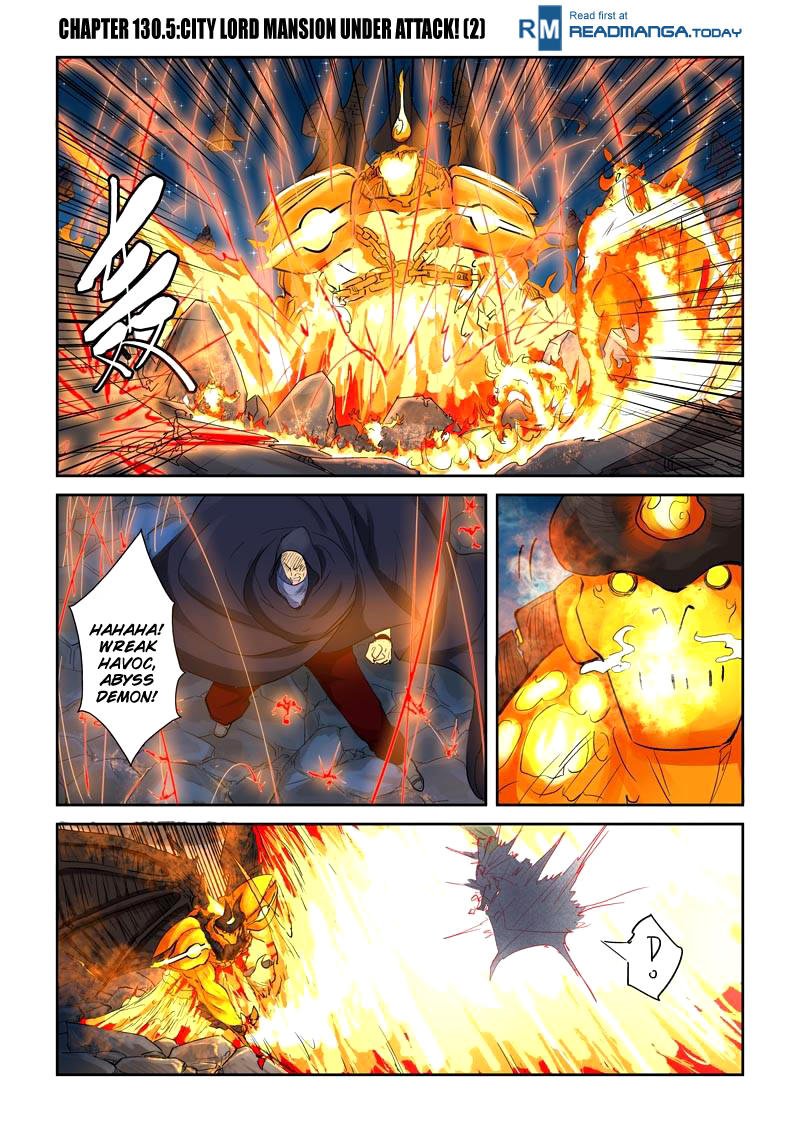 CHAPTER 130.5:CITY LORD MANSION UNDER ATTACK! (2)
RM
Read first at
READMANGA.TODAY
HAHAHA!
WREAK
HAVOC,
ABYSS
DEMON!